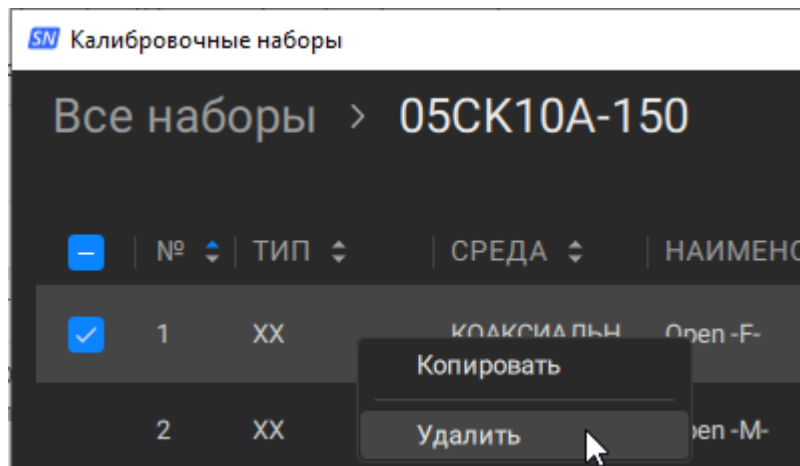 SN Калибровочные наборы
Все наборы > 05CK10A-150
№ ТИП СРЕДА НАИМЕНО
1 XX КОАКСИАЛЬН Open -F-
Копировать
2 XX pen -M-
Удалить